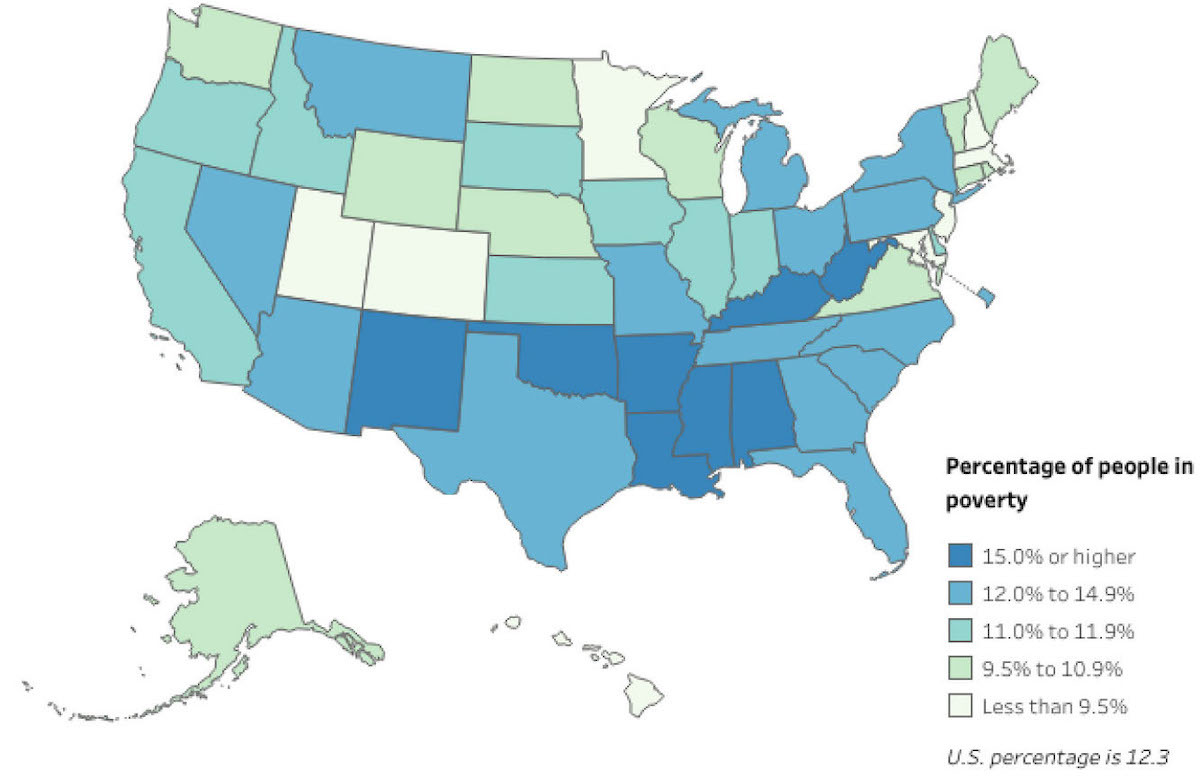 Percentage of people in
poverty
15.0% or higher
12.0% to 14.9%
11.0% to 11.9%
9.5% to 10.9%
Less than 9.5%
U.S. percentage is 12.3